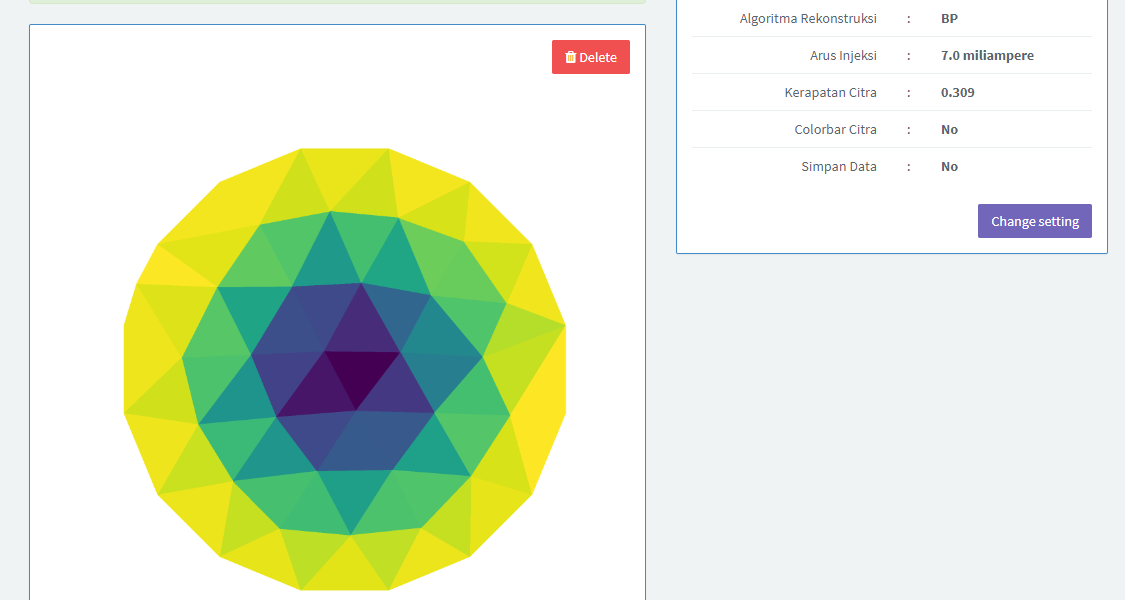 Delete
Algoritma Rekonstruksi : BP
Arus Injeksi : 7.0 miliampere
Kerapatan Citra : 0.309
Colorbar Citra : No
Simpan Data : No
Change setting